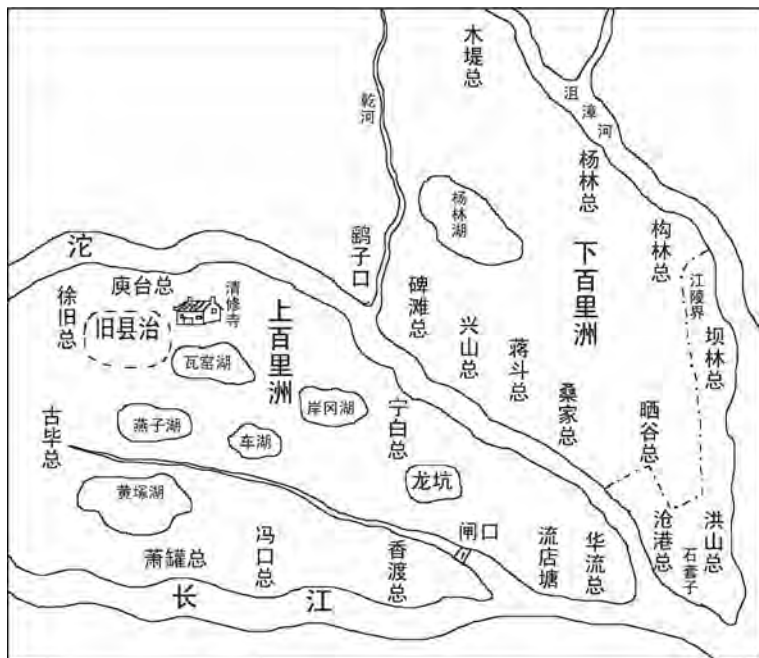 木堤总
沮漳河
乾河
杨林总
杨林湖
构林总
沱
鹞子口
下百里洲
江陵界
庾台总
清修寺
碑滩总
徐旧总
旧县治
上百里洲
兴山总
坝林总
蒋斗总
瓦窑湖
岸冈湖
宁白总
桑家总
晒谷总
古毕总
燕子湖
车湖
龙坑
黄垛湖
闸口
沧港总
洪山总
冯口总
香渡总
流店塘
华流总
石套子
萧罐总
长江